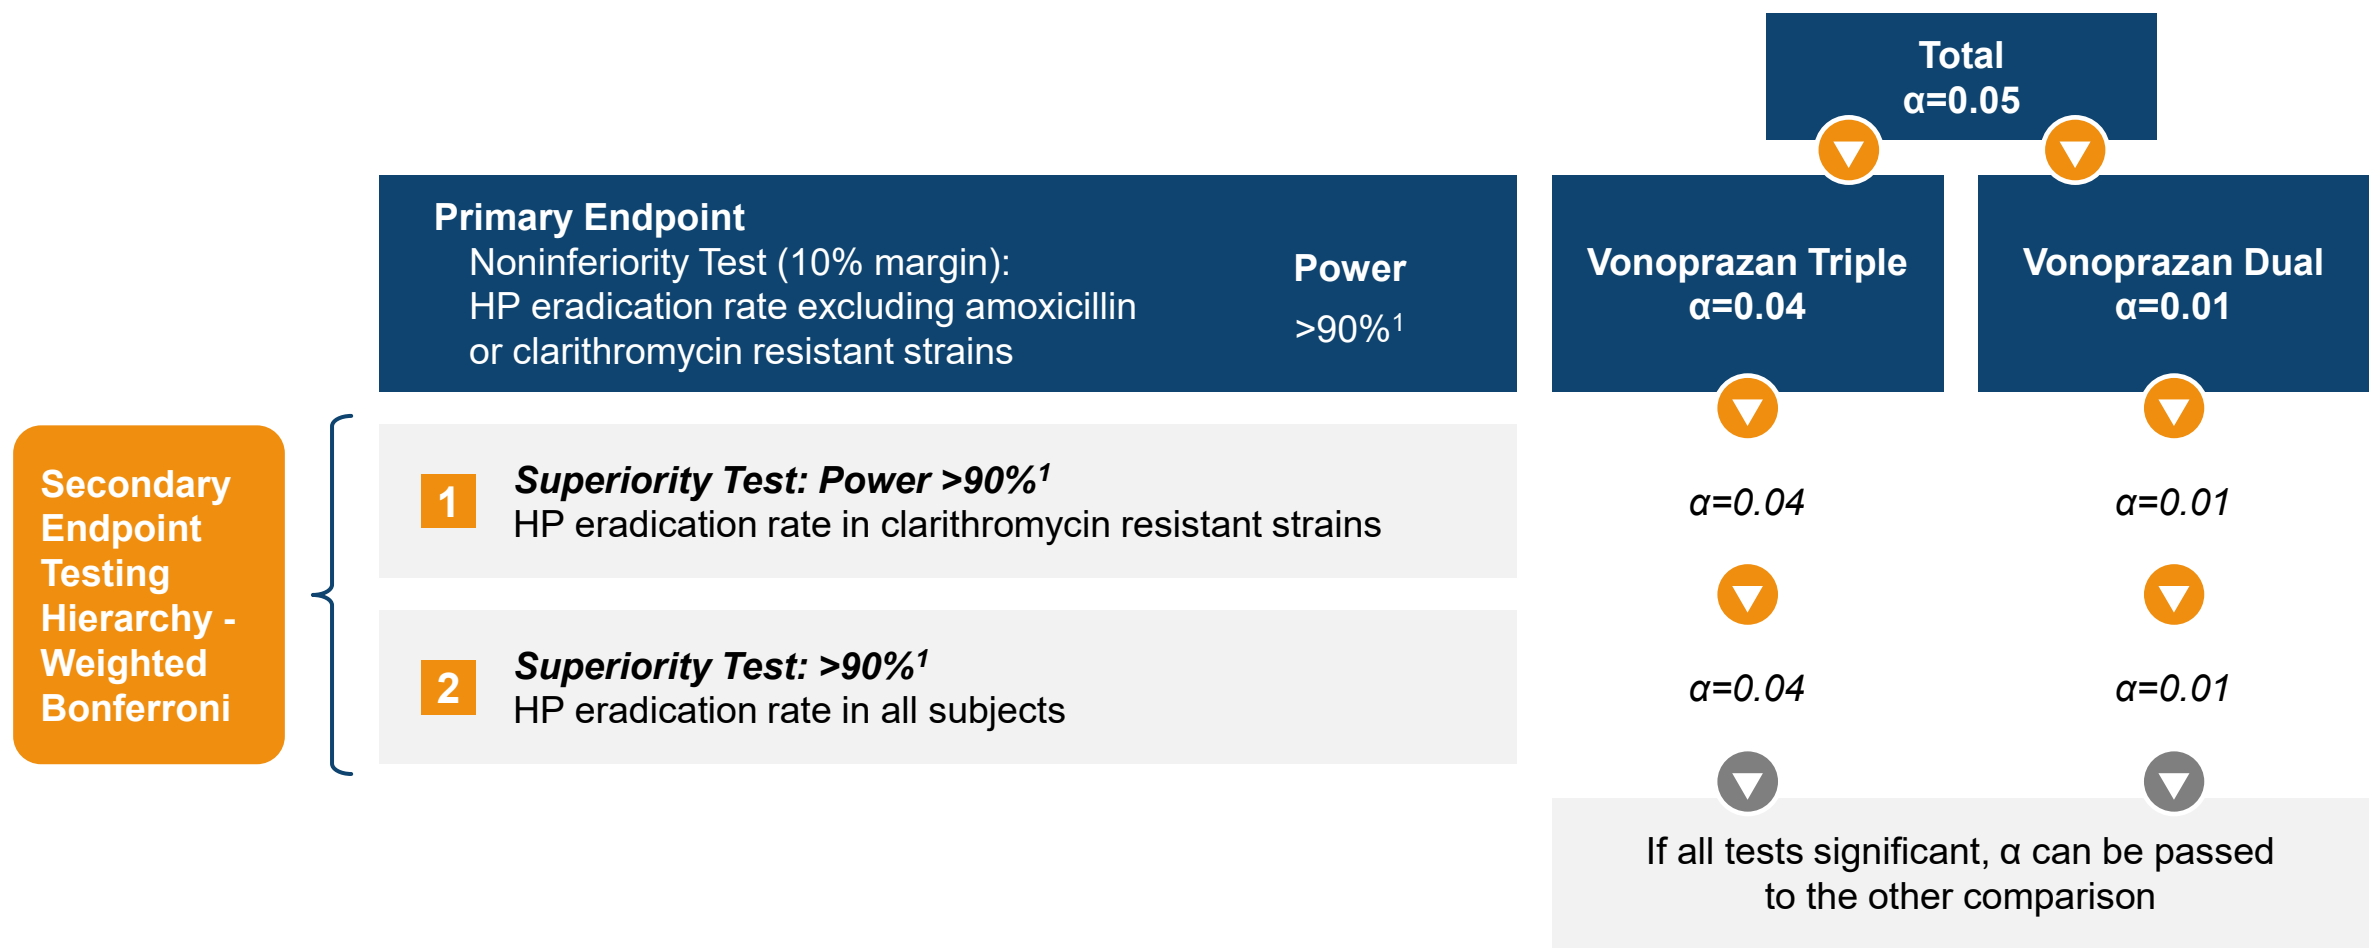 Total
α=0.05
Primary Endpoint
Noninferiority Test (10% margin):
HP eradication rate excluding amoxicillin
or clarithromycin resistant strains
Power
>90%¹
Vonoprazan Triple
α=0.04
Vonoprazan Dual
α=0.01
Secondary
Endpoint
Testing
Hierarchy -
Weighted
Bonferroni
1
Superiority Test: Power >90%¹
HP eradication rate in clarithromycin resistant strains
α=0.04
α=0.01
2
Superiority Test: >90%¹
HP eradication rate in all subjects
α=0.04
α=0.01
If all tests significant, α can be passed
to the other comparison